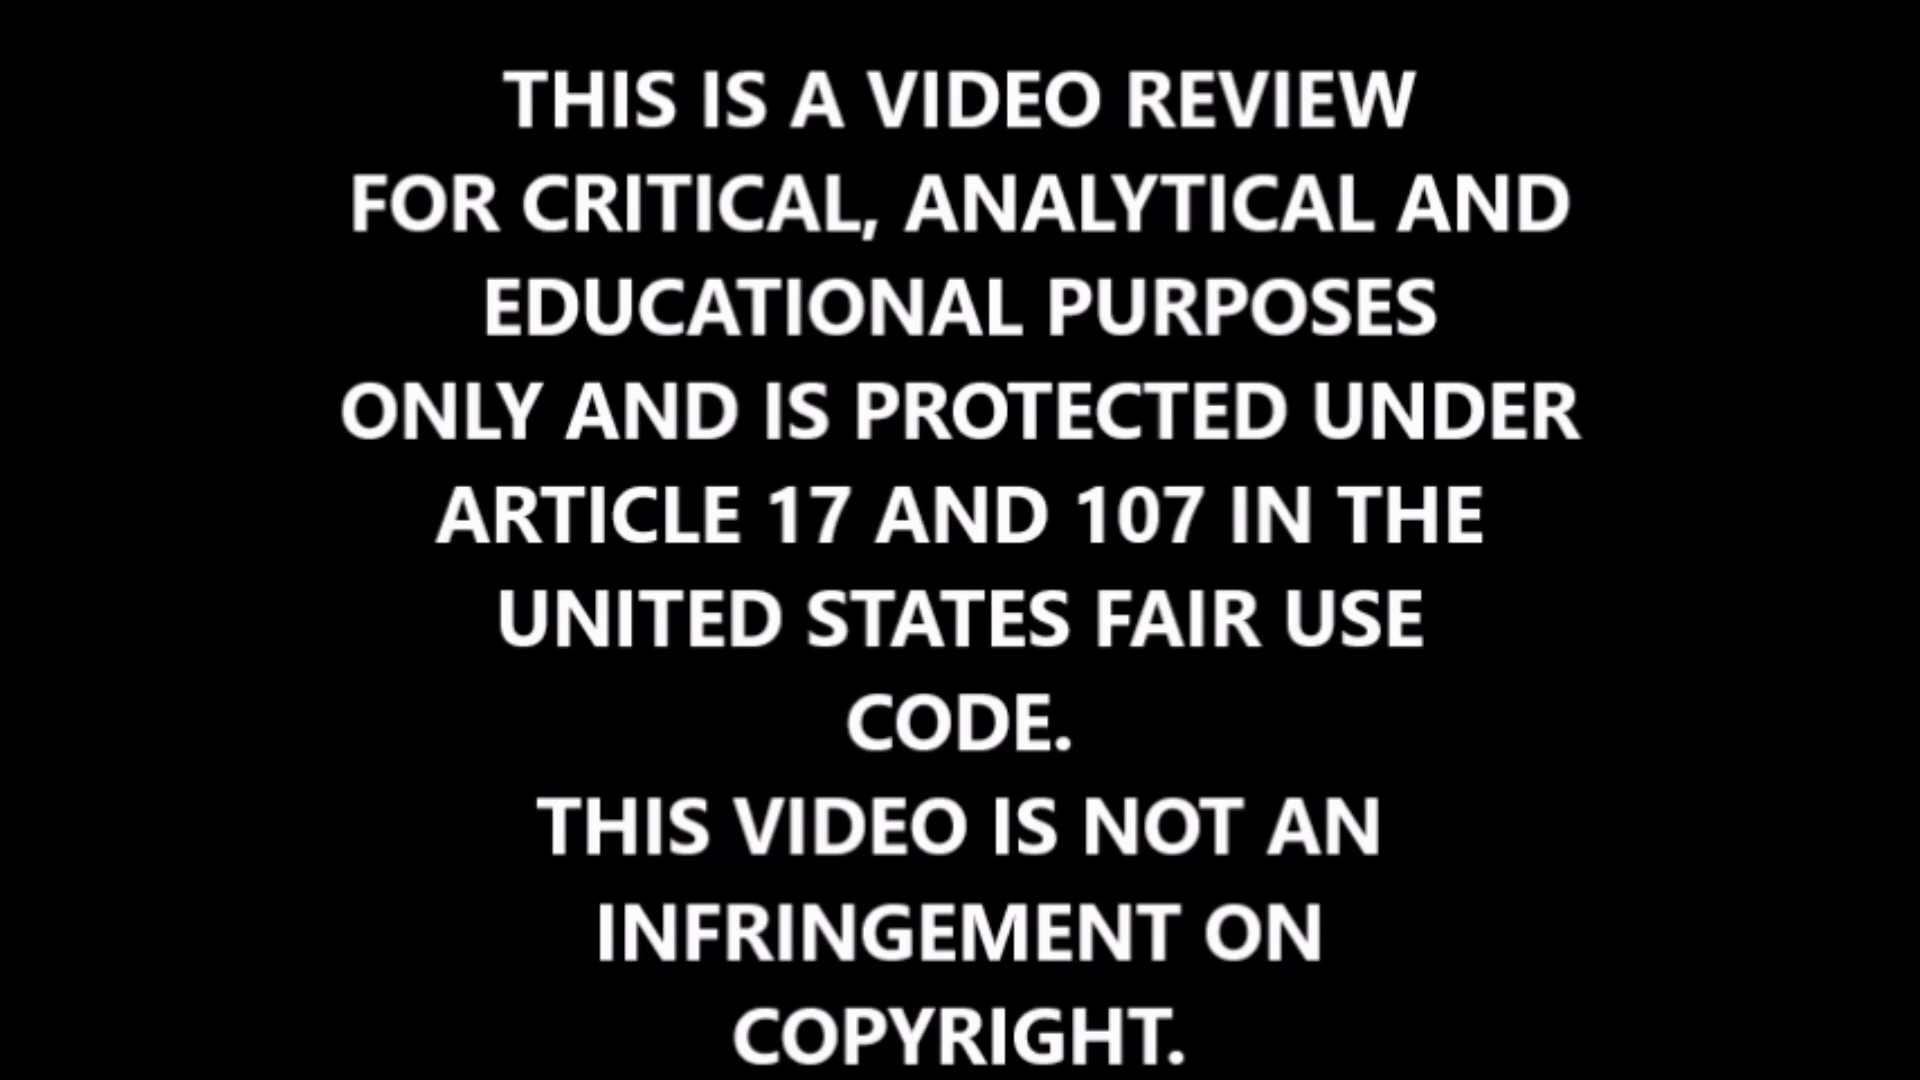 THIS IS A VIDEO REVIEW
FOR CRITICAL, ANALYTICAL AND
EDUCATIONAL PURPOSES
ONLY AND IS PROTECTED UNDER
ARTICLE 17 AND 107 IN THE
UNITED STATES FAIR USE
CODE.
THIS VIDEO IS NOT AN
INFRINGEMENT ON
COPYRIGHT.